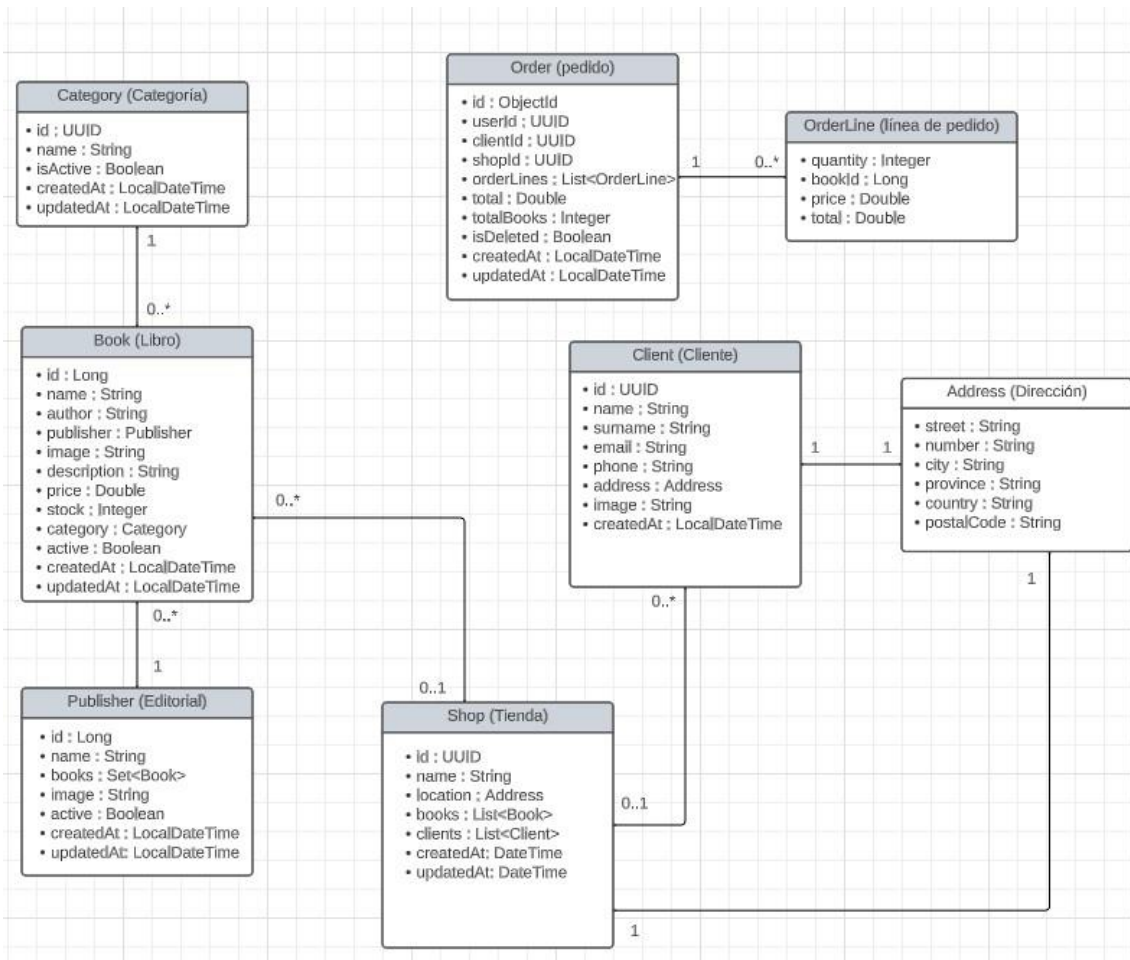 Category (Categoría)
• id : UUID
• name : String
• isActive : Boolean
• createdAt : LocalDateTime
• updatedAt : LocalDateTime
1
0..*
Order (pedido)
• id : ObjectId
• userId : UUID
• clientId : UUID
• shopId : UUID
• orderLines : List<OrderLine>
• total : Double
• totalBooks : Integer
• isDeleted : Boolean
• createdAt : LocalDateTime
• updatedAt : LocalDateTime
1
0..*
OrderLine (línea de pedido)
• quantity : Integer
• bookId : Long
• price : Double
• total : Double
Book (Libro)
• id : Long
• name : String
• author : String
• publisher : Publisher
• image : String
• description : String
• price : Double
• stock : Integer
• category : Category
• active : Boolean
• createdAt : LocalDateTime
• updatedAt : LocalDateTime
0..*
0..1
0..*
1
Client (Cliente)
• id : UUID
• name : String
• surname : String
• email : String
• phone : String
• address : Address
• image : String
• createdAt : LocalDateTime
1
1
0..*
0..1
Address (Dirección)
• street : String
• number : String
• city : String
• province : String
• country : String
• postalCode : String
1
1
Publisher (Editorial)
• id : Long
• name : String
• books : Set<Book>
• image : String
• active : Boolean
• createdAt : LocalDateTime
• updatedAt: LocalDateTime
Shop (Tienda)
• id : UUID
• name : String
• location : Address
• books : List<Book>
• clients : List<Client>
• createdAt: DateTime
• updatedAt: DateTime